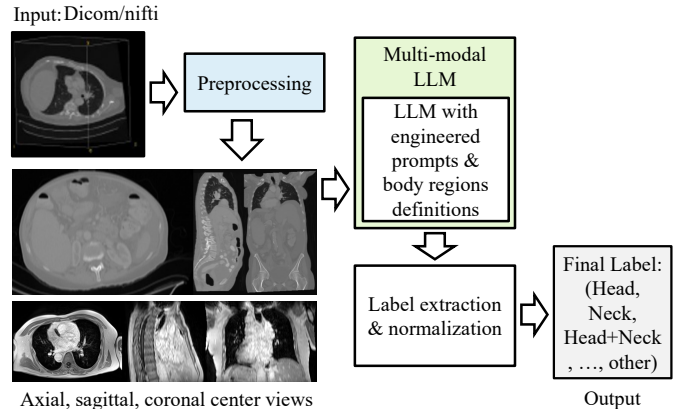 Input: Dicom/nifti
Preprocessing
Multi-modal
LLM
LLM with
engineered
prompts &
body regions
definitions
Label extraction
& normalization
Final Label:
(Head,
Neck,
Head+Neck
, …, other)
Axial, sagittal, coronal center views
Output